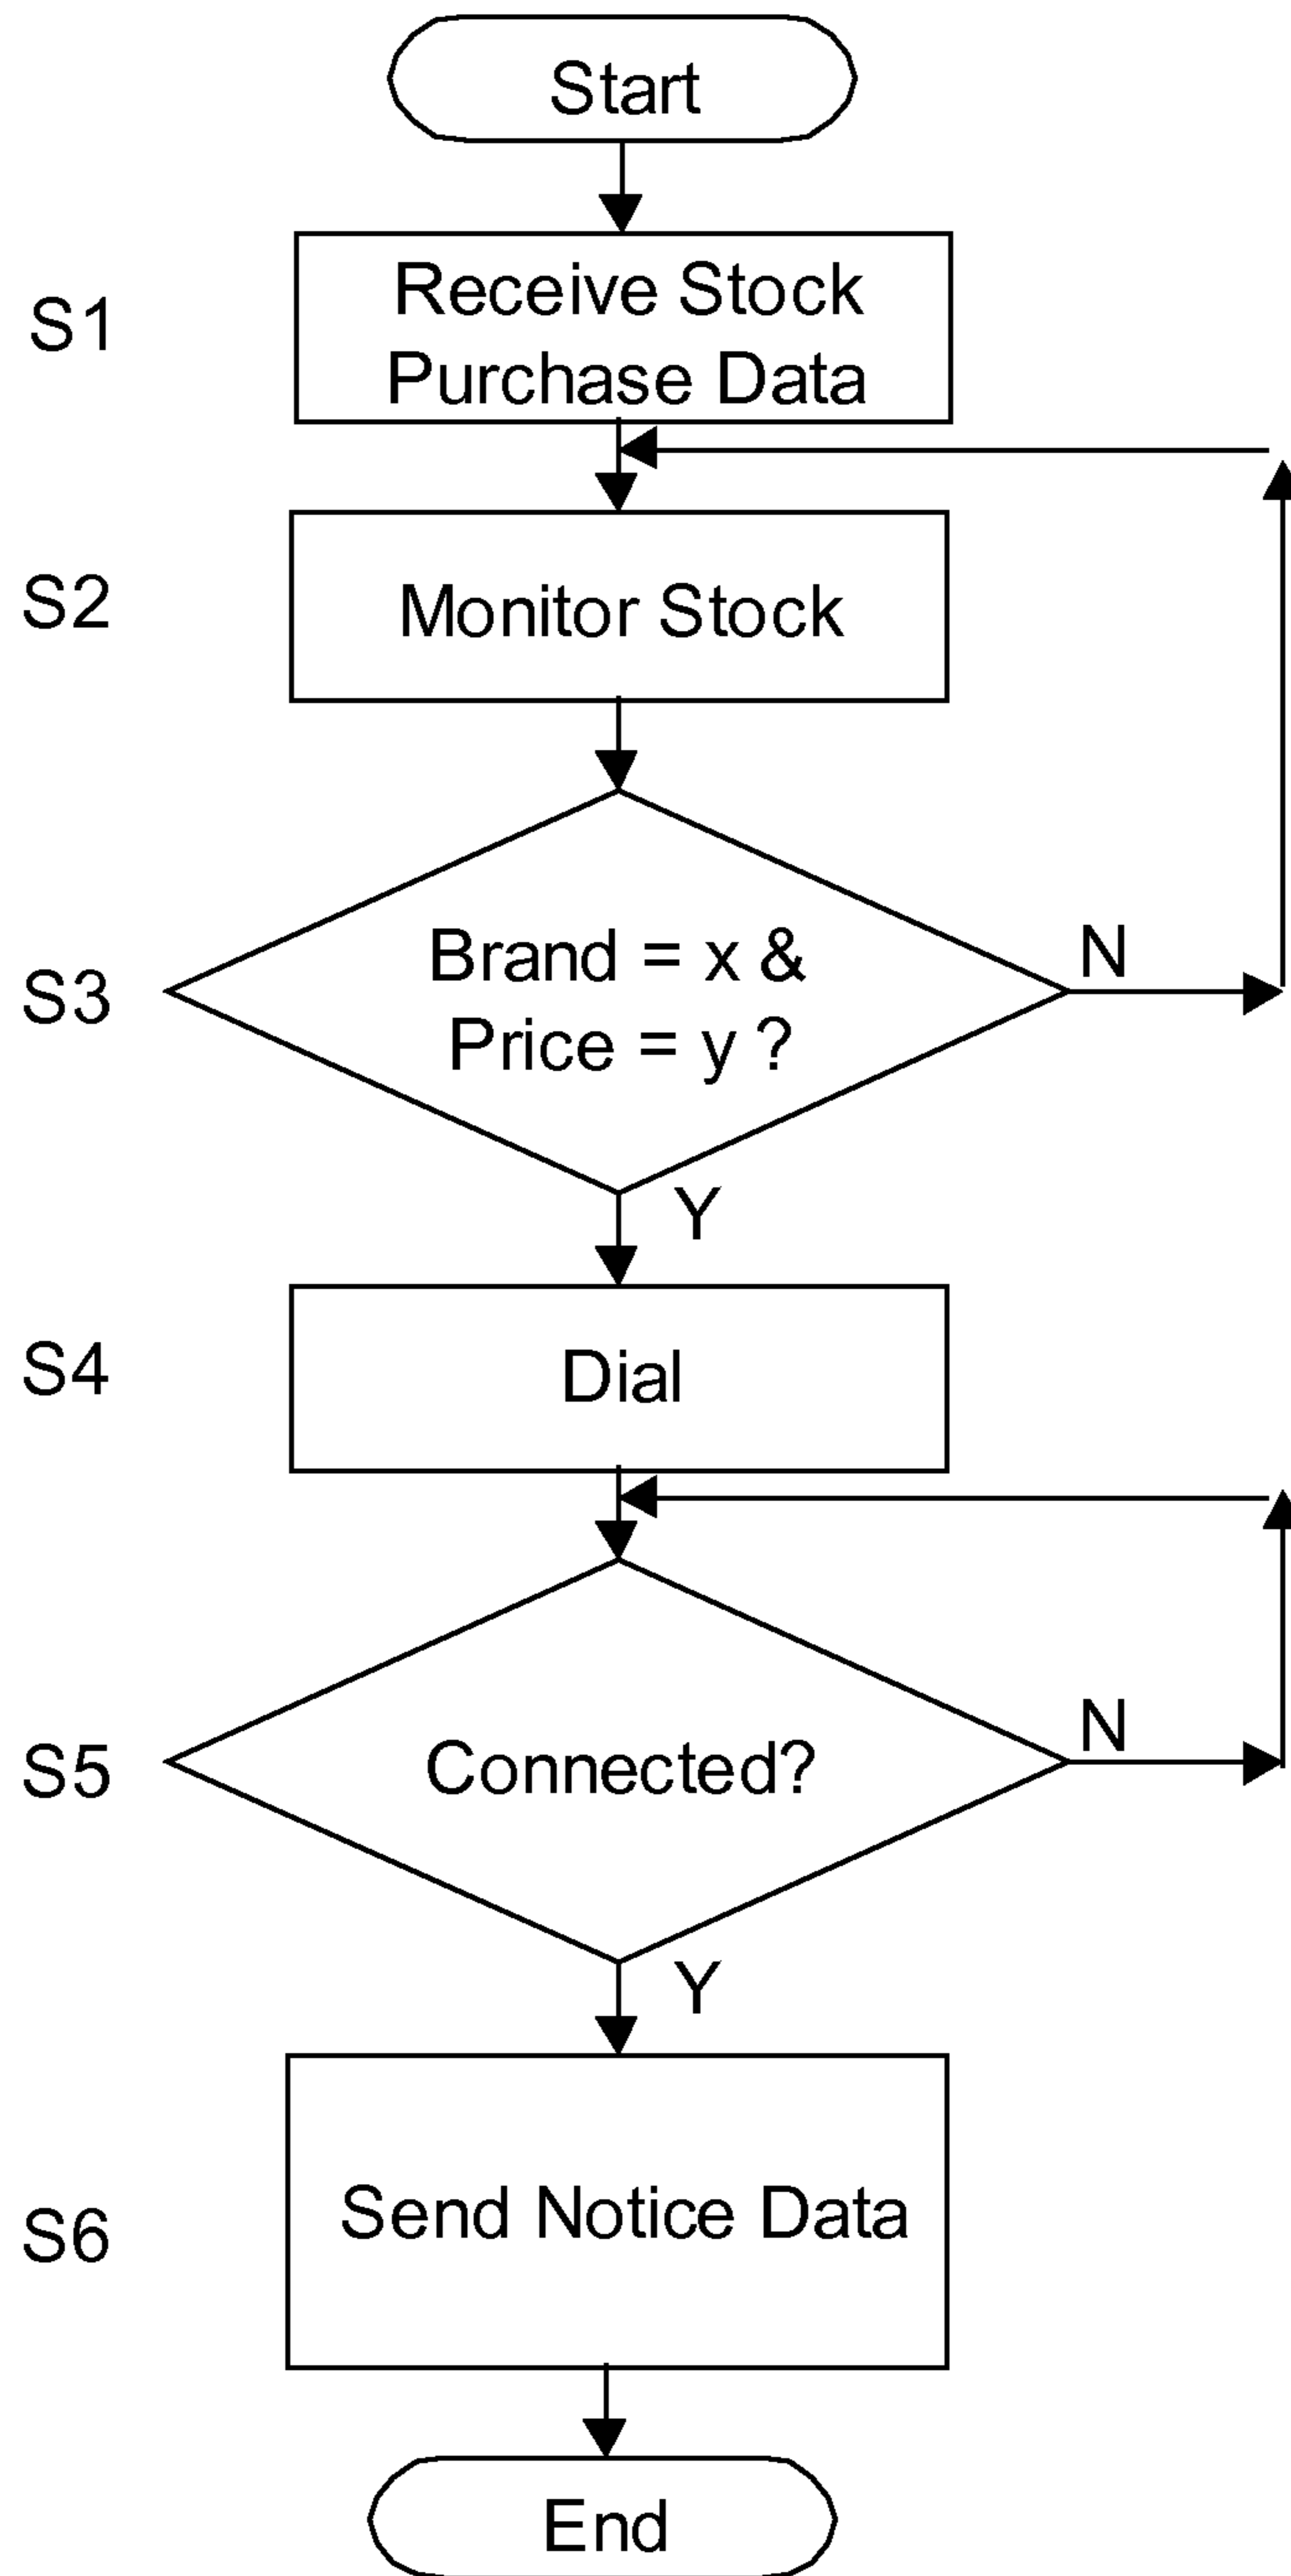 Start
S1
Receive Stock
Purchase Data
S2
Monitor Stock
S3
Brand = x &
Price = y ?
N
Y
S4
Dial
S5
Connected?
N
Y
S6
Send Notice Data
End